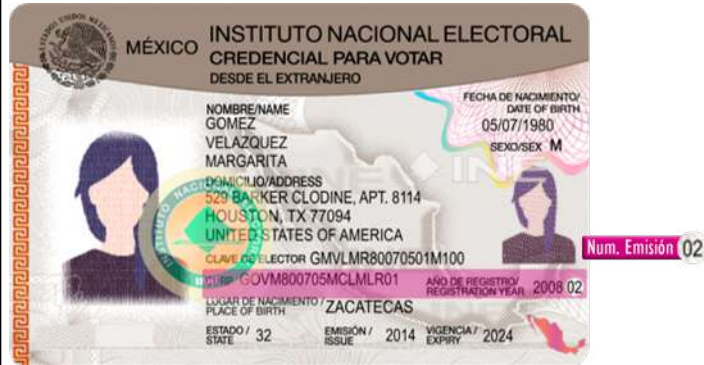 MÉXICO
INSTITUTO NACIONAL ELECTORAL
CREDENCIAL PARA VOTAR
DESDE EL EXTRANJERO
NOMBRE/NAME
GOMEZ
VELAZQUEZ
MARGARITA
FECHA DE NACIMIENTO/
DATE OF BIRTH
05/07/1980
SEXO/SEX M
DOMICILIO/ADDRESS
529 BARKER CLODINE, APT. 8114
HOUSTON, TX 77094
UNITED STATES OF AMERICA
CLAVE DE ELECTOR GMVLMR80070501M100
CURP GOVM800705MCLMLR01
AÑO DE REGISTRO/
REGISTRATION YEAR 2008 02
LUGAR DE NACIMIENTO/
PLACE OF BIRTH ZACATECAS
ESTADO/
STATE 32
EMISIÓN/
ISSUE 2014
VIGENCIA/
EXPIRY 2024
INE
Num. Emisión 02